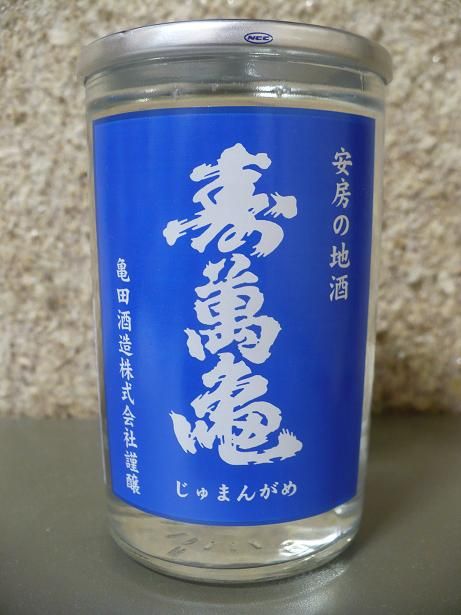 NCC
安房の地酒
寿萬亀
じゅまんがめ
亀田酒造株式会社謹醸